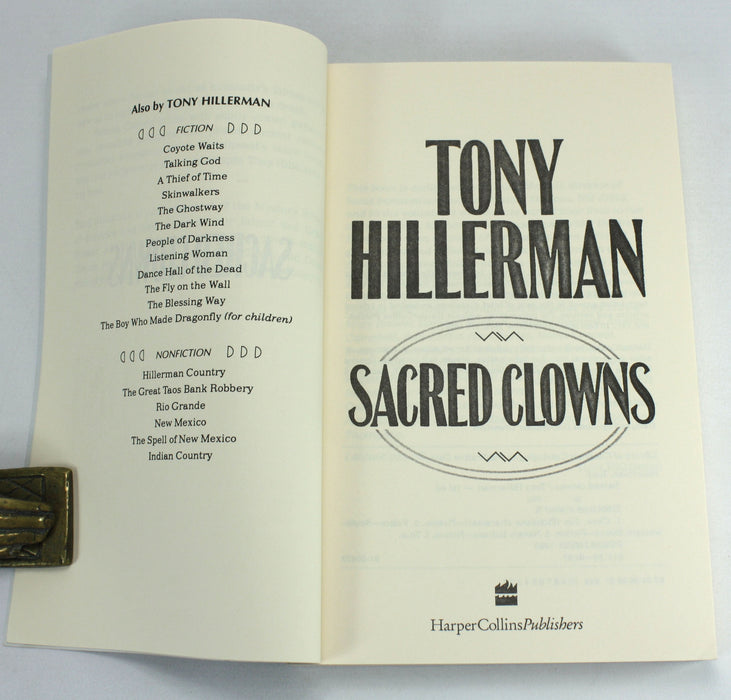 Also by TONY HILLERMAN
FICTION
Coyote Waits
Talking God
A Thief of Time
Skinwalkers
The Ghostway
The Dark Wind
People of Darkness
Listening Woman
Dance Hall of the Dead
The Fly on the Wall
The Blessing Way
The Boy Who Made Dragonfly (for children)
NONFICTION
Hillerman Country
The Great Taos Bank Robbery
Rio Grande
New Mexico
The Spell of New Mexico
Indian Country
TONY
HILLERMAN
SACRED CLOWNS
HarperCollinsPublishers